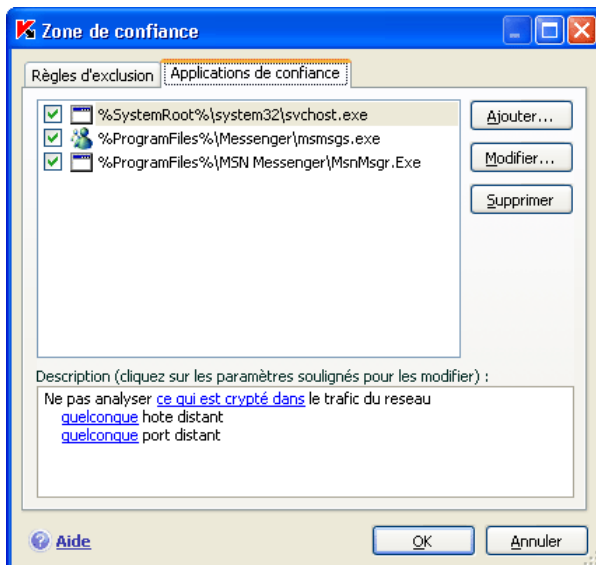 Zone de confiance
Règles d'exclusion
Applications de confiance
%SystemRoot%\system32\svchost.exe
%ProgramFiles%\Messenger\msmsgs.exe
%ProgramFiles%\MSN Messenger\MsnMsgr.Exe
Ajouter...
Modifier...
Supprimer
Description (cliquez sur les paramètres soulignés pour les modifier) :
Ne pas analyser ce qui est crypté dans le trafic du reseau
quelconque hote distant
quelconque port distant
Aide
OK
Annuler